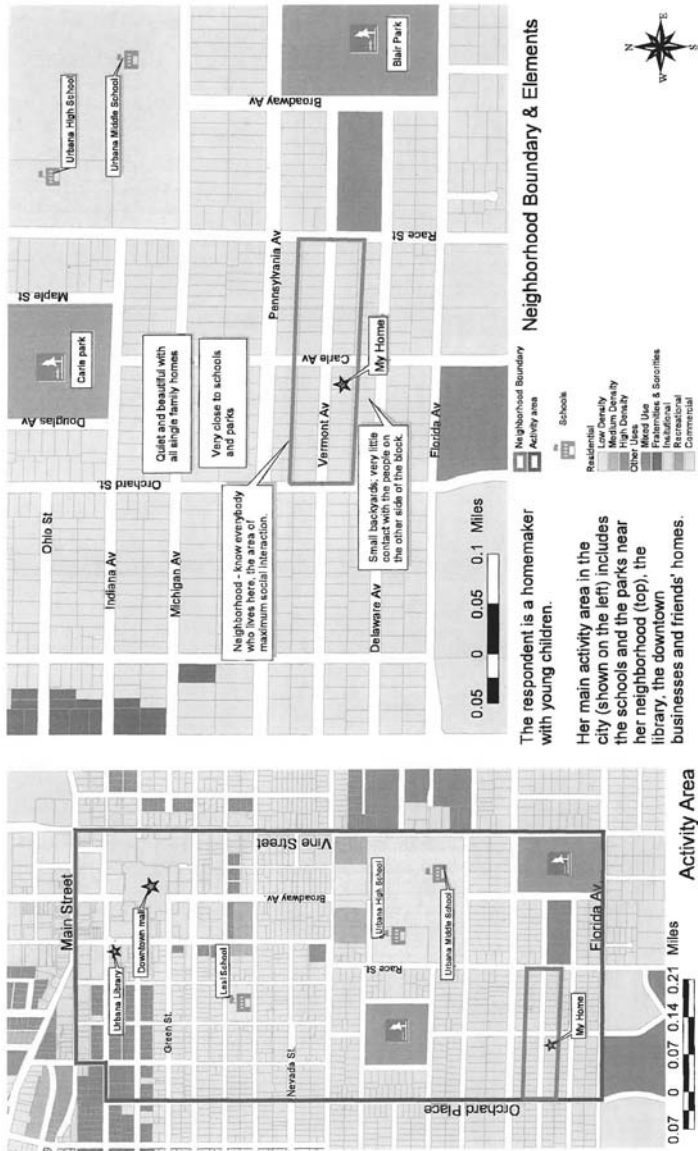 Main Street
Urbana Library
Downtown mall
Green St.
Leal School
Broadway Av.
Nevada St.
Vine Street
Urbana High School
Race St.
Urbana Middle School
Orchard Place
My Home
Florida Av.
0.07 0 0.07 0.14 0.21
Miles
Activity Area
Urbana High School
Urbana Middle School
Maple St
Carle park
Douglas Av
Orchard St.
Ohio St
Indiana Av
Michigan Av
Quiet and beautiful with
all single family homes
Very close to schools
and parks
Pennsylvania Av
Broadway Av
Blair Park
Race St.
Neighborhood - know everybody
who lives here, the area of
maximum social interaction.
Vermont Av
Carle Av
My Home
Small backyards; very little
contact with the people on
the other side of the block.
Delaware Av
Florida Av
0.05 0 0.05 0.1 Miles
The respondent is a homemaker
with young children.
Her main activity area in the
city (shown on the left) includes
the schools and the parks near
her neighborhood (top), the
library, the downtown
businesses and friends' homes.
Neighborhood Boundary & Elements
Neighborhood Boundary
Activity area
Schools
Residential
Low Density
Medium Density
High Density
Other Uses
Mixed Use
Fraternities & Sororities
Insitutional
Recreational
Commercial
N
E
S
W